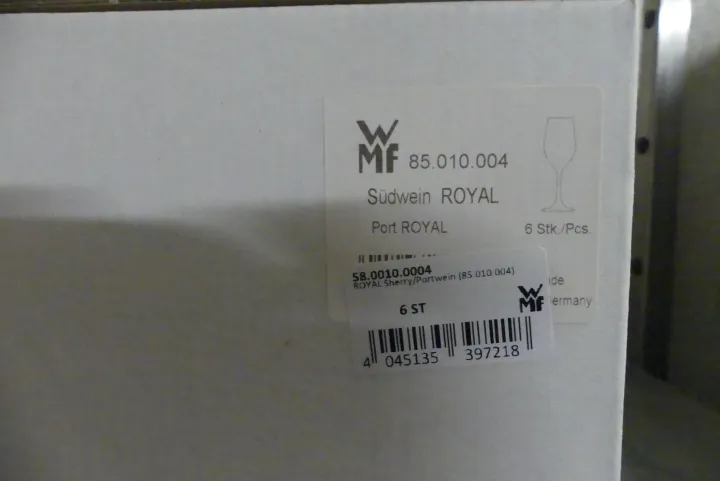 WMF 85.010.004
Südwein ROYAL
Port ROYAL
6 Stk./Pcs.
58.0010.0004
ROYAL Sherry/Portwein (85.010.004)
6 ST
WMF
ermany
4 045135 397218